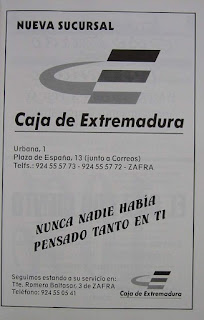 NUEVA SUCURSAL
Caja de Extremadura
Urbana, 1
Plaza de España, 13 (junto a Correos)
Telfs.: 924 55 57 73 - 924 55 57 72 - ZAFRA
NUNCA NADIE HABÍA
PENSADO TANTO EN TI
Seguimos estando a su servicio en:
Tte. Romero Baltasar, 3 de ZAFRA
Teléfono: 924 55 05 41
Caja de Extremadura